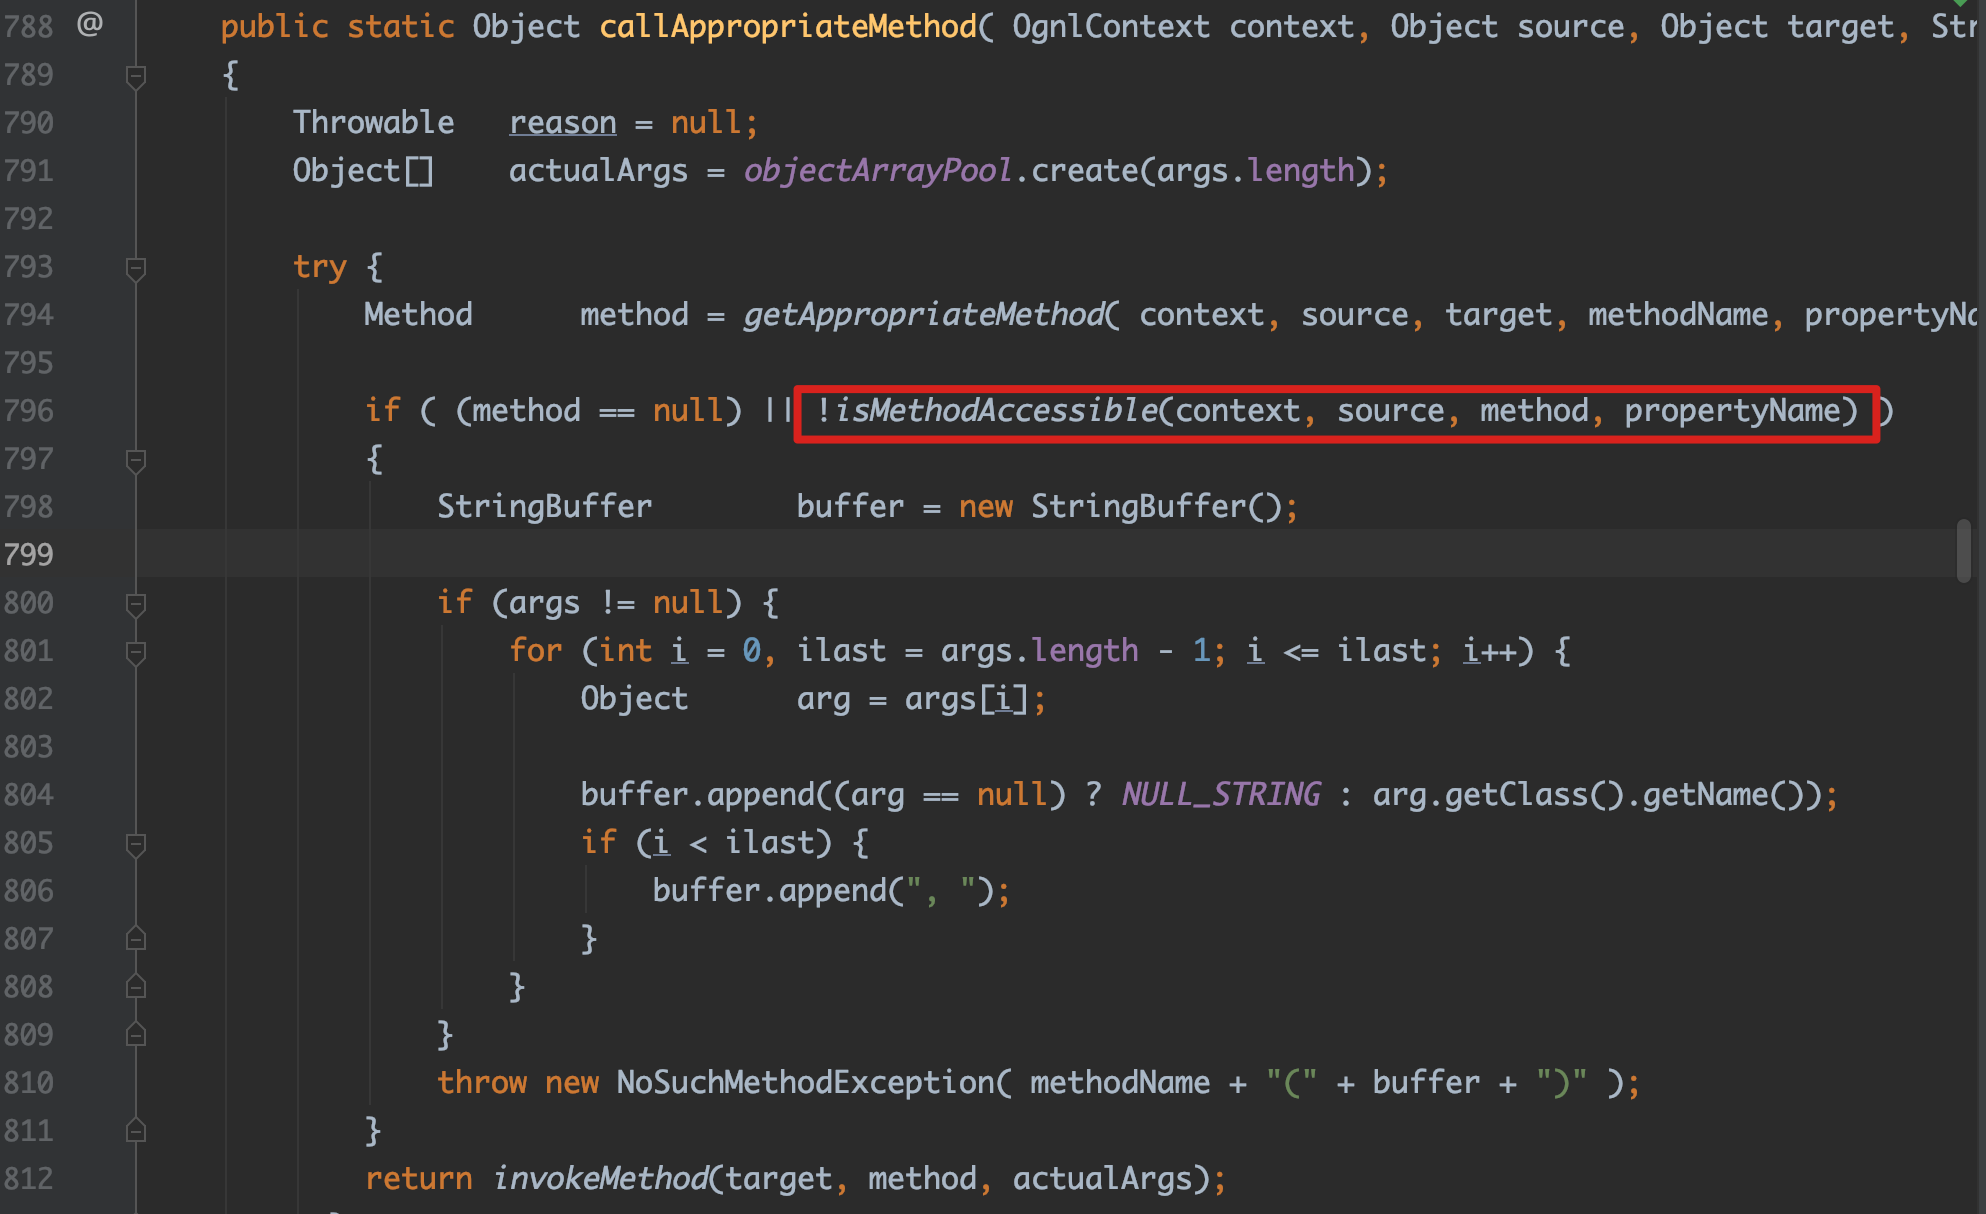 788 @ public static Object callAppropriateMethod( OgnlContext context, Object source, Object target, Str
789 {
790 Throwable reason = null;
791 Object[] actualArgs = objectArrayPool.create(args.length);
792
793 try {
794 Method method = getAppropriateMethod( context, source, target, methodName, propertyNa
795
796 if ( (method == null) || !isMethodAccessible(context, source, method, propertyName) )
797 {
798 StringBuffer buffer = new StringBuffer();
799
800 if (args != null) {
801 for (int i = 0, ilast = args.length - 1; i <= ilast; i++) {
802 Object arg = args[i];
803
804 buffer.append((arg == null) ? NULL_STRING : arg.getClass().getName());
805 if (i < ilast) {
806 buffer.append(", ");
807 }
808 }
809 }
810 throw new NoSuchMethodException( methodName + "(" + buffer + ")" );
811 }
812 return invokeMethod(target, method, actualArgs);